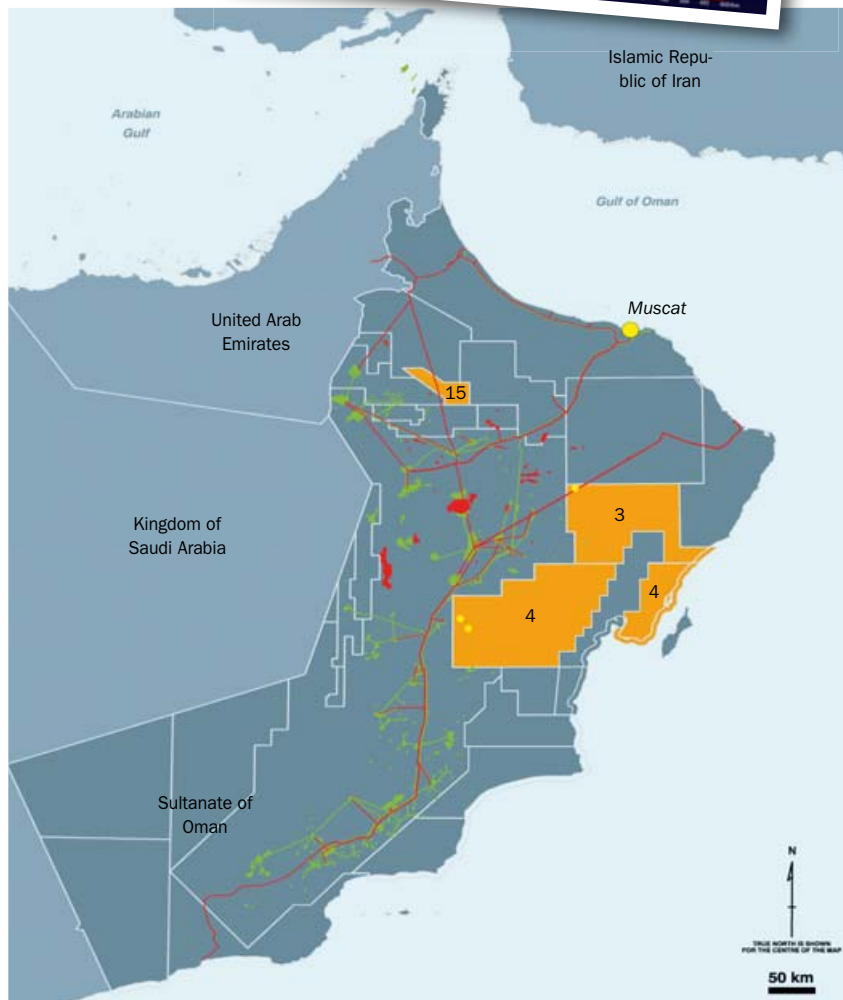 Islamic Repu-
blic of Iran
Arabian
Gulf
Gulf of Oman
Muscat
United Arab
Emirates
15
3
Kingdom of
Saudi Arabia
4
4
Sultanate of
Oman
N
TRUE NORTH IS SHOWN
FOR THE CENTRE OF THE MAP
50 km